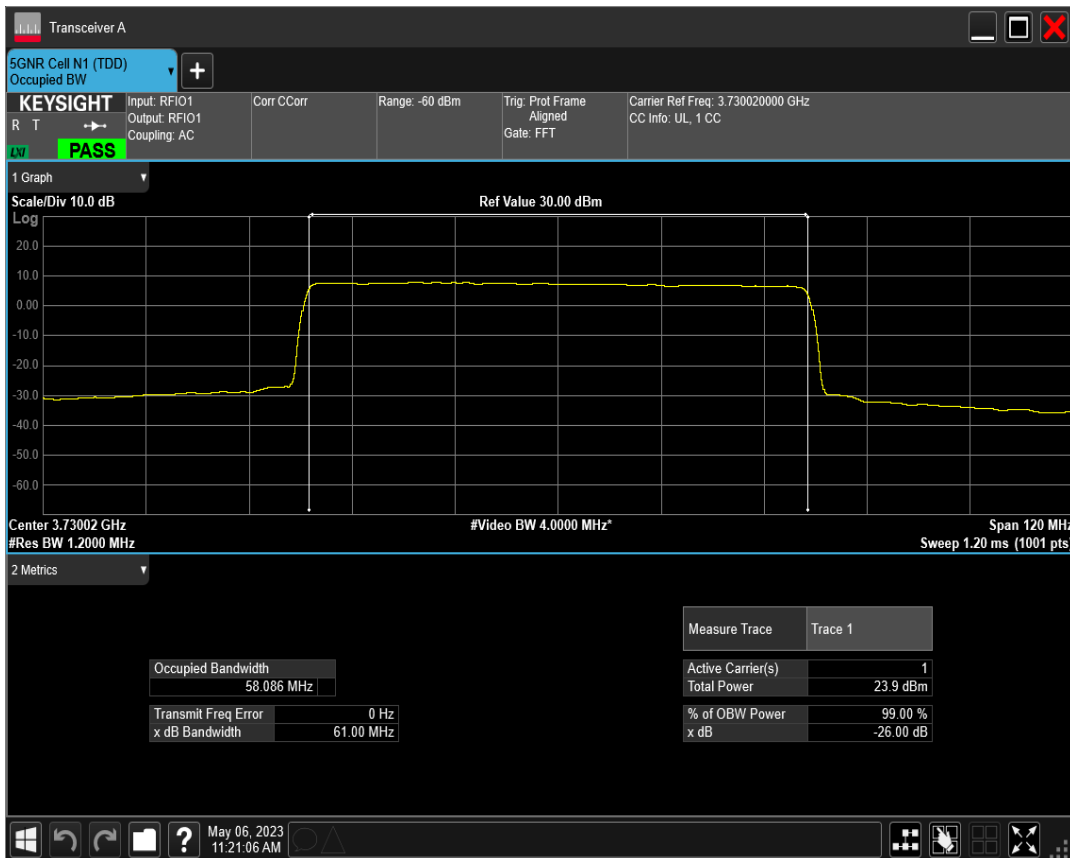 Transceiver A
5GNR Cell N1 (TDD)
Occupied BW
KEYSIGHT
R T
LXI
PASS
Input: RFIO1
Output: RFIO1
Coupling: AC
Corr CCorr
Range: -60 dBm
Trig: Prot Frame
Aligned
Gate: FFT
Carrier Ref Freq: 3.730020000 GHz
CC Info: UL, 1 CC
1 Graph
Scale/Div 10.0 dB
Ref Value 30.00 dBm
Log
20.0
10.0
0.00
-10.0
-20.0
-30.0
-40.0
-50.0
-60.0
Center 3.73002 GHz
#Video BW 4.0000 MHz*
Span 120 MHz
#Res BW 1.2000 MHz
Sweep 1.20 ms (1001 pts)
2 Metrics
Measure Trace Trace 1
Occupied Bandwidth
58.086 MHz
Active Carrier(s) 1
Total Power 23.9 dBm
Transmit Freq Error 0 Hz
x dB Bandwidth 61.00 MHz
% of OBW Power 99.00 %
x dB -26.00 dB
?
May 06, 2023
11:21:06 AM